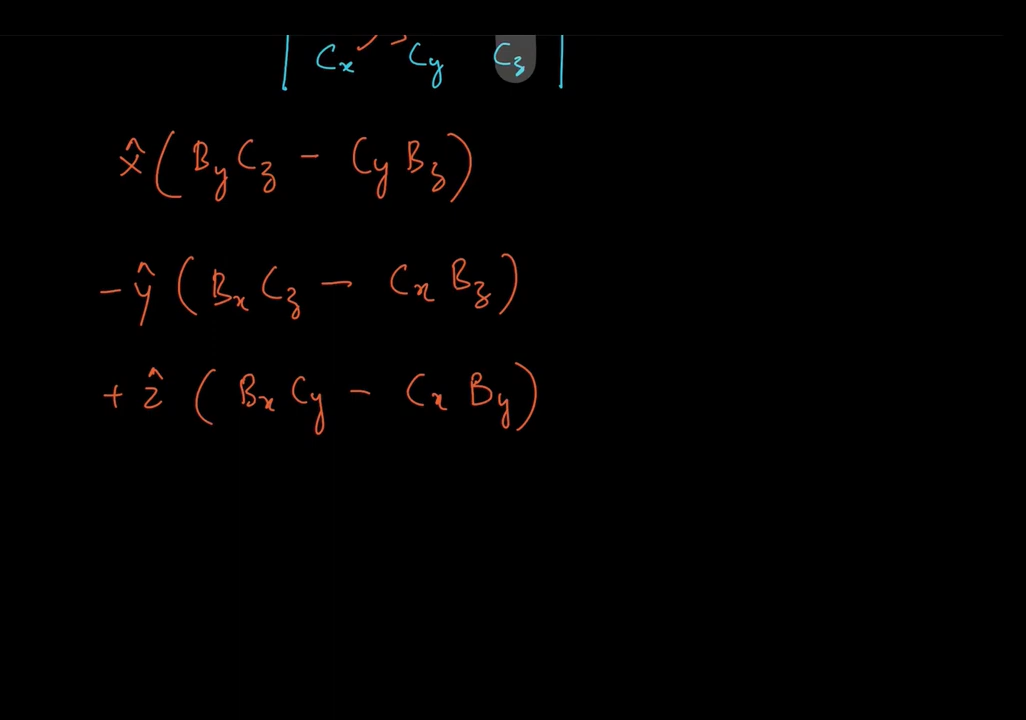 | Cx Cy Cz |
x̂ ( By Cz - Cy Bz )
- ŷ ( Bx Cz - Cx Bz )
+ ẑ ( Bx Cy - Cx By )